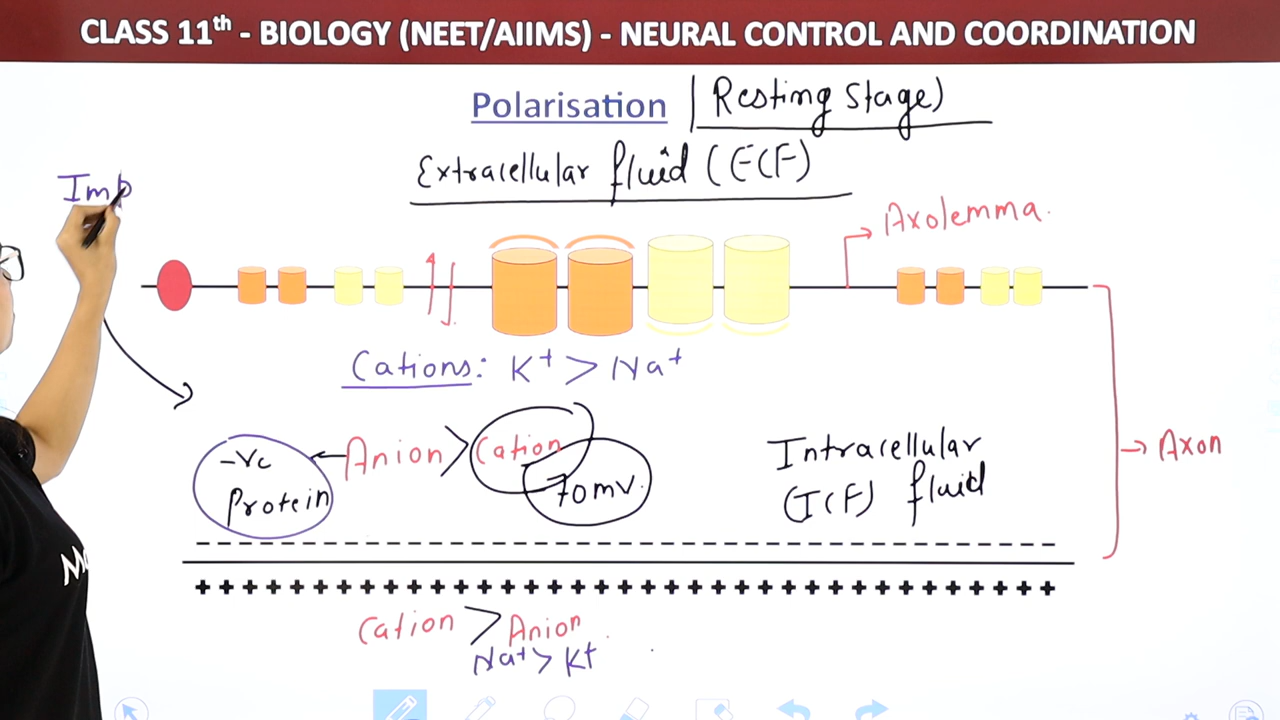 CLASS 11th - BIOLOGY (NEET/AIIMS) - NEURAL CONTROL AND COORDINATION
Polarisation | Resting Stage)
Extracellular fluid (ECF)
Imp
Axolemma.
Cations: K+ > Na+
Anion > Cation
-Ve
Protein
-70mv.
Intracellular
(ICF) fluid
→ Axon
- - - - - - - - - - - - - - - - - - - - - - - - - - - - - - - - - - - - - - - - - - -
+ + + + + + + + + + + + + + + + + + + + + + + + + + + + + + + + + + + + +
Cation > Anion
Na+ > K+